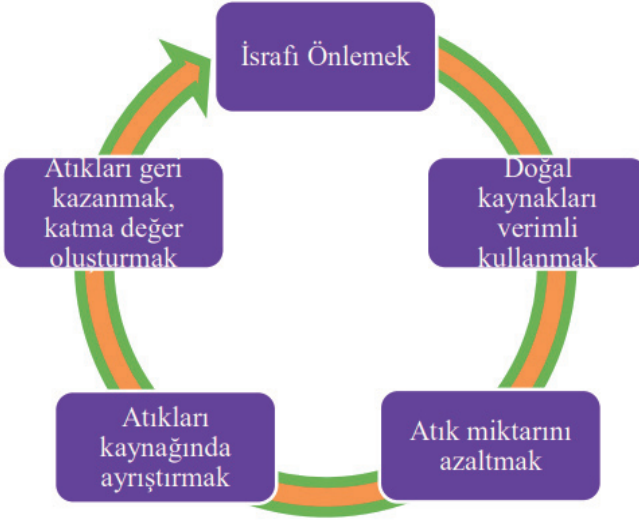 İsrafı Önlemek
Doğal
kaynakları
verimli
kullanmak
Atık miktarını
azaltmak
Atıkları
kaynağında
ayrıştırmak
Atıkları geri
kazanmak,
katma değer
oluşturmak